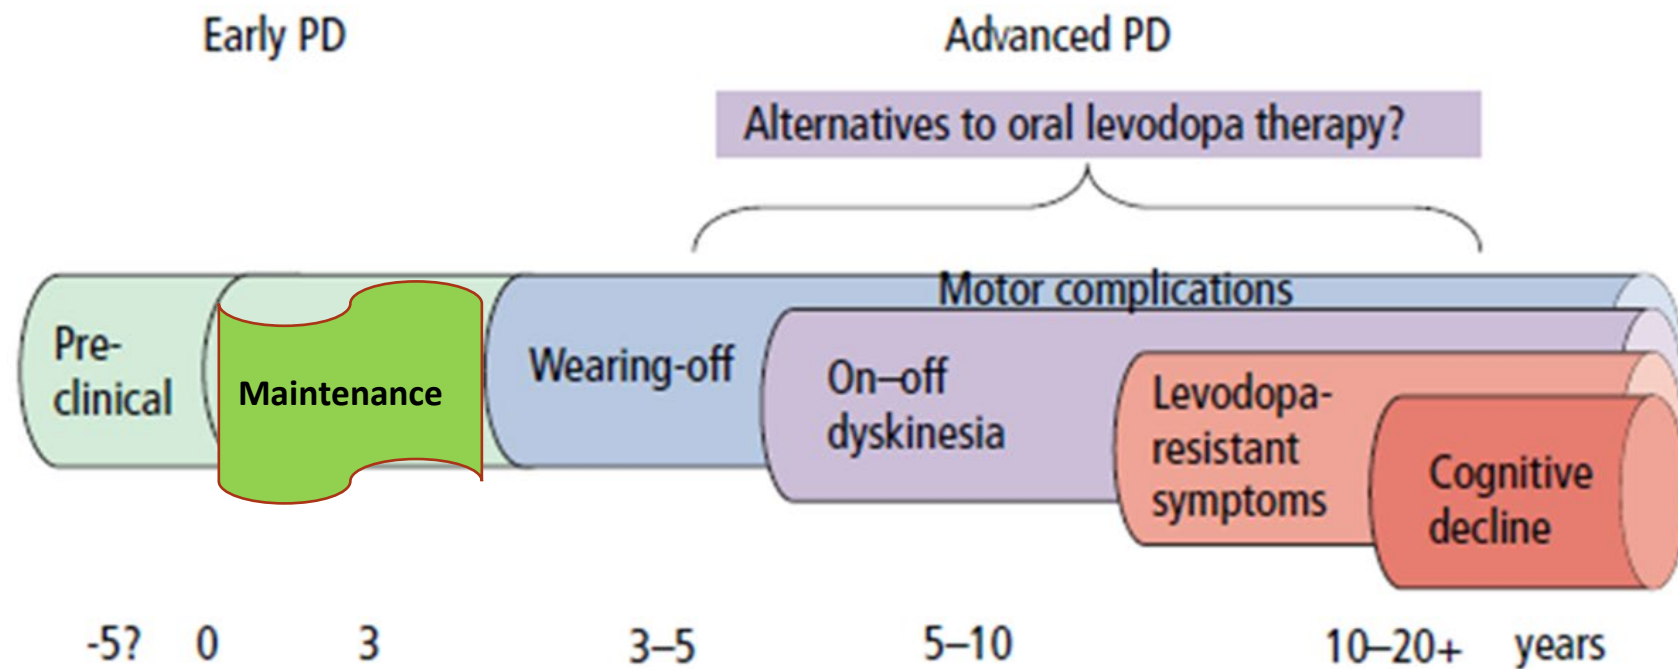 Early PD
Advanced PD
Alternatives to oral levodopa therapy?
Motor complications
Pre-
clinical
Maintenance
Wearing-off
On–off
dyskinesia
Levodopa-
resistant
symptoms
Cognitive
decline
-5? 0 3 3–5 5–10 10–20+ years